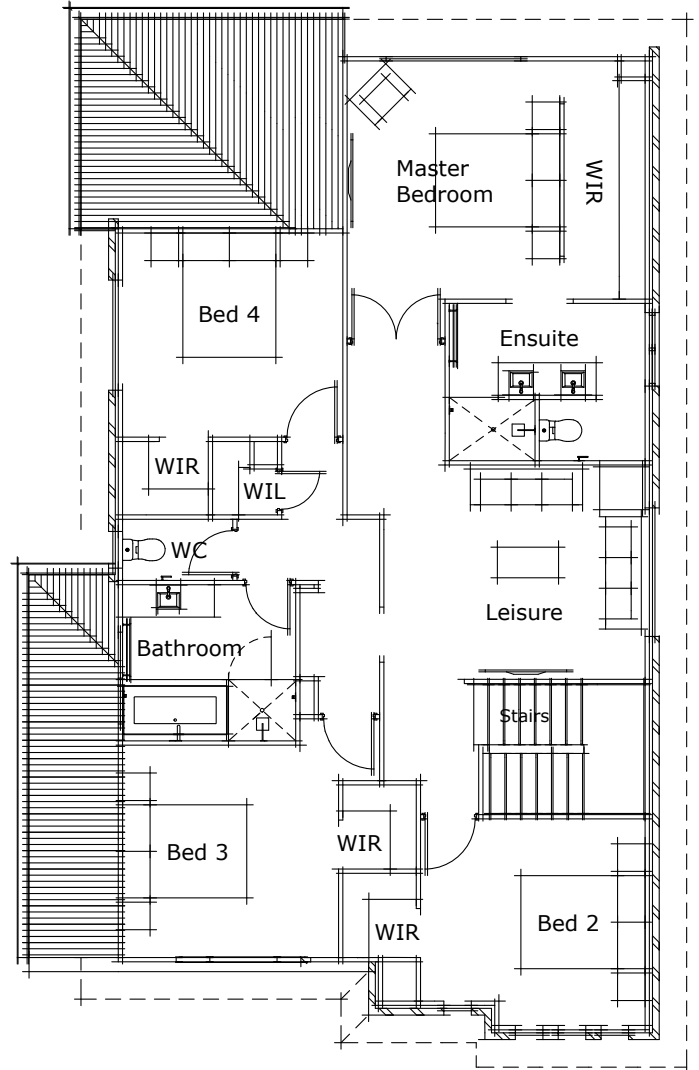 Master
Bedroom
WIR
Bed 4
Ensuite
WIR
WIL
WC
Leisure
Bathroom
Stairs
WIR
Bed 3
Bed 2
WIR